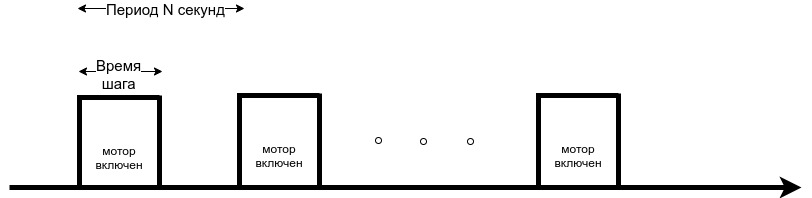 Период N секунд
Время
шага
мотор
включен
мотор
включен
мотор
включен